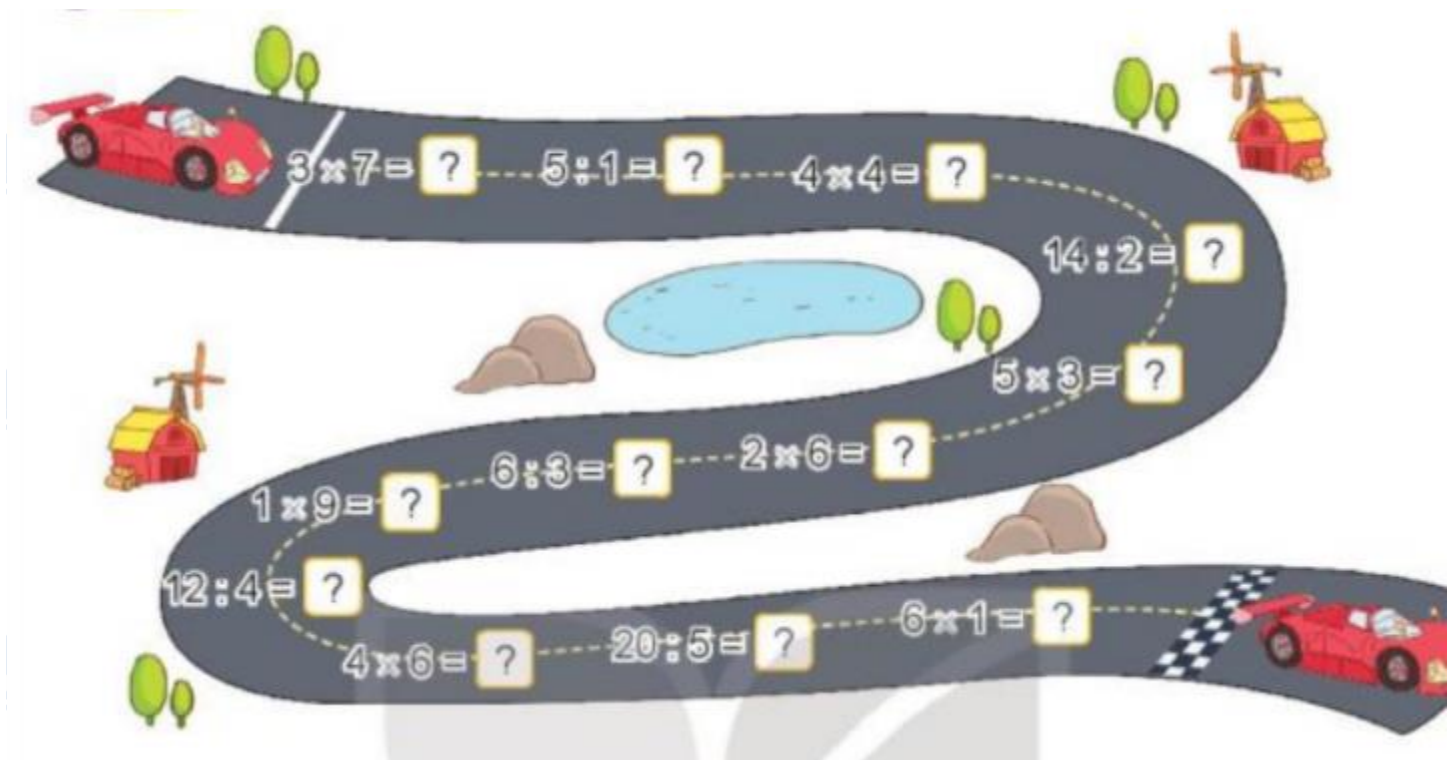 3 × 7 = ?
5 : 1 = ?
4 × 4 = ?
14 : 2 = ?
5 × 3 = ?
2 × 6 = ?
6 : 3 = ?
1 × 9 = ?
12 : 4 = ?
4 × 6 = ?
20 : 5 = ?
6 × 1 = ?